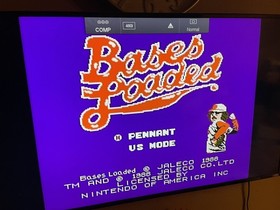 COMP
Normal
Bases
Loaded
PENNANT
VS MODE
Bases Loaded © JALECO 1988
TM AND © 1988 JALECO CO.LTD
LICENSED BY
NINTENDO OF AMERICA INC